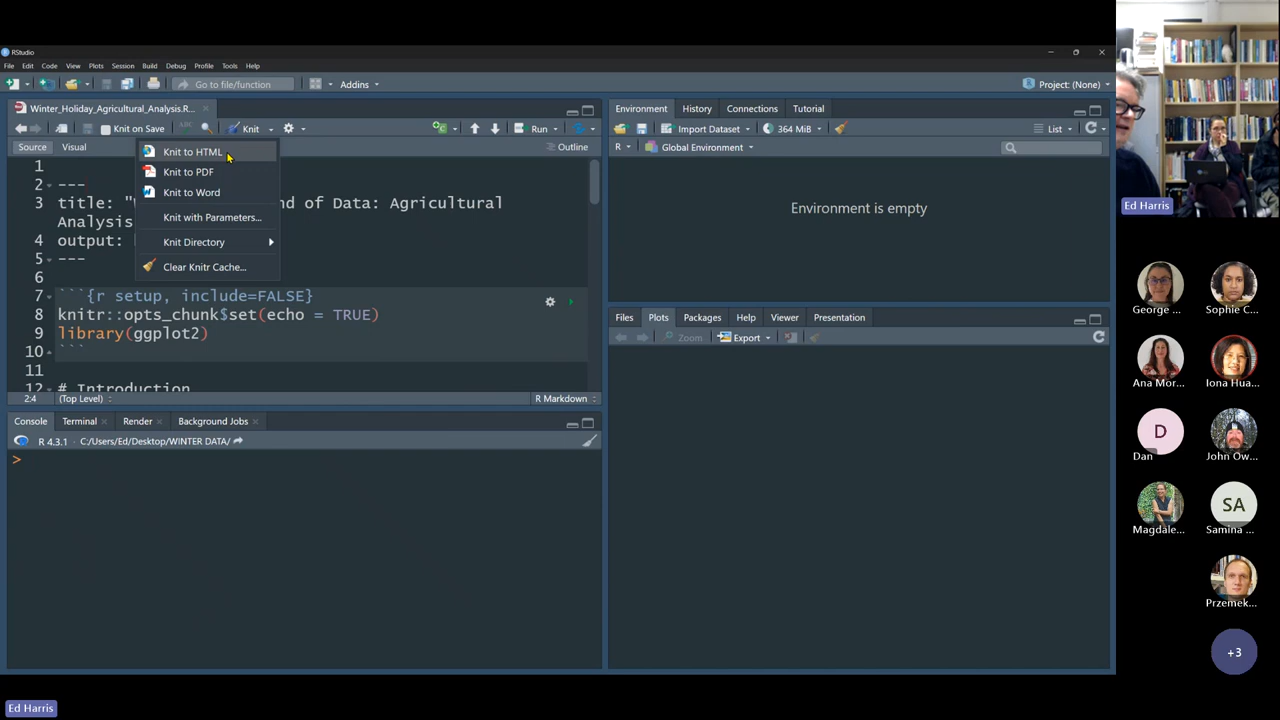 RStudio
File Edit Code View Plots Session Build Debug Profile Tools Help
Go to file/function
Addins
Project: (None)
Winter_Holiday_Agricultural_Analysis.R...
Knit on Save
ABC
Knit
Run
Source
Visual
Outline
Knit to HTML
Knit to PDF
Knit to Word
Knit with Parameters...
Knit Directory
Clear Knitr Cache...
1
2 ---
3 title: "W nd of Data: Agricultural
Analysis
4 output:
5 ---
6
7 ```{r setup, include=FALSE}
8 knitr::opts_chunk$set(echo = TRUE)
9 library(ggplot2)
10 ```
11
12 # Introduction
2:4 (Top Level) R Markdown
Console Terminal Render Background Jobs
R 4.3.1 · C:/Users/Ed/Desktop/WINTER DATA/
>
Environment History Connections Tutorial
Import Dataset 364 MiB List
R Global Environment
Environment is empty
Files Plots Packages Help Viewer Presentation
Zoom Export
Ed Harris
George ...
Sophie C...
Ana Mor...
Iona Hua...
D
Dan
John Ow...
Magdale...
SA
Samina ...
Przemek...
+3
Ed Harris